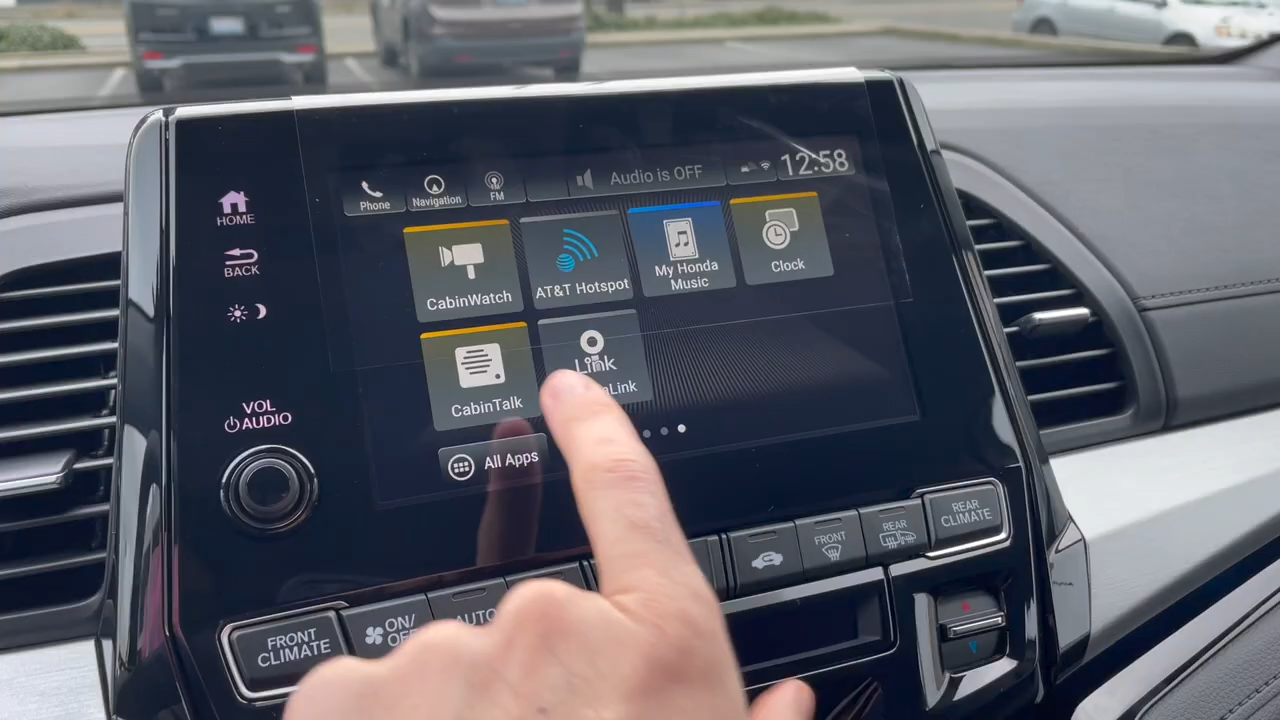 Phone
Navigation
FM
Audio is OFF
12:58
HOME
BACK
CabinWatch
AT&T Hotspot
My Honda
Music
Clock
CabinTalk
Link
Link
All Apps
VOL
AUDIO
FRONT
CLIMATE
ON/
AUTO
FRONT
REAR
REAR
CLIMATE